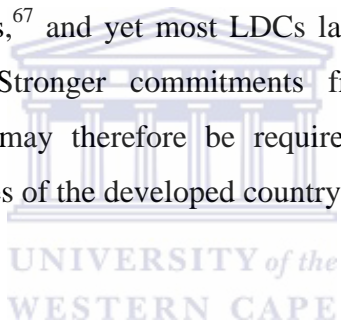 s,67 and yet most LDCs la
Stronger commitments f
may therefore be require
es of the developed country
UNIVERSITY of the
WESTERN CAPE